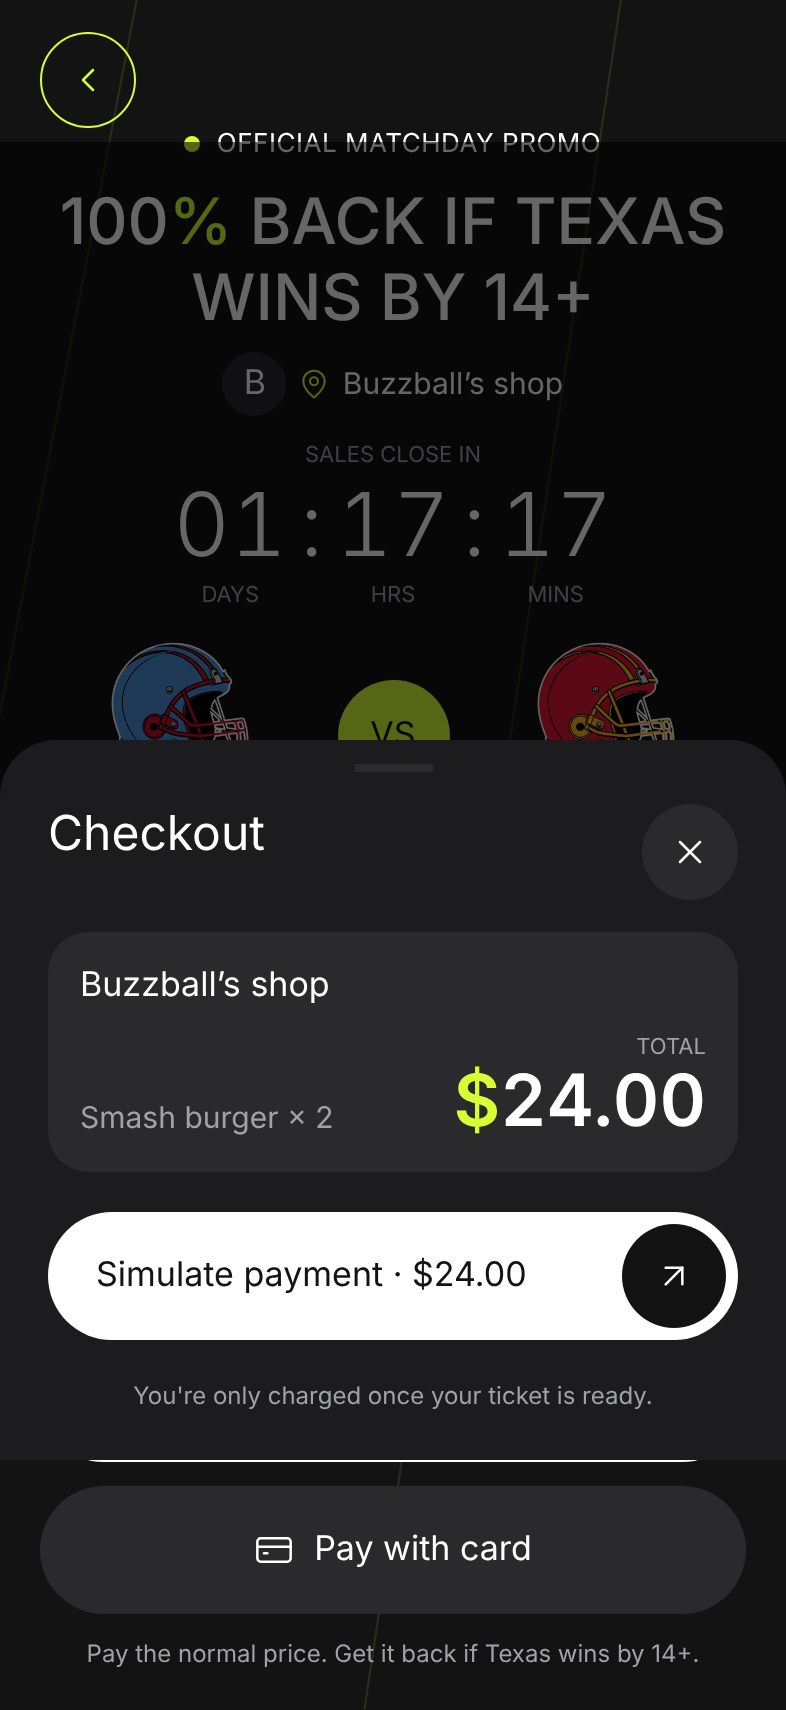 OFFICIAL MATCHDAY PROMO
100% BACK IF TEXAS
WINS BY 14+
B Buzzball’s shop
SALES CLOSE IN
01 : 17 : 17
DAYS HRS MINS
VS
Checkout
Buzzball’s shop
TOTAL
Smash burger × 2 $24.00
Simulate payment · $24.00
You're only charged once your ticket is ready.
Pay with card
Pay the normal price. Get it back if Texas wins by 14+.